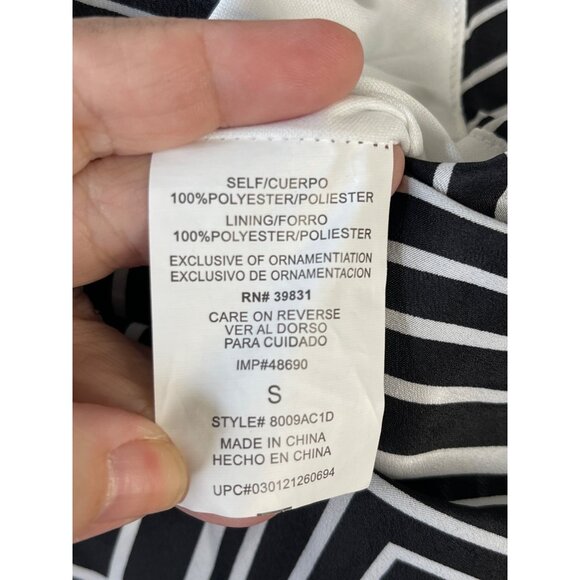 SELF/CUERPO
100%POLYESTER/POLIESTER
LINING/FORRO
100%POLYESTER/POLIESTER
EXCLUSIVE OF ORNAMENTIATION
EXCLUSIVO DE ORNAMENTACION
RN# 39831
CARE ON REVERSE
VER AL DORSO
PARA CUIDADO
IMP#48690
S
STYLE# 8009AC1D
MADE IN CHINA
HECHO EN CHINA
UPC#030121260694